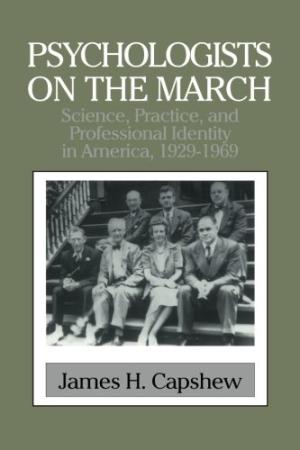 PSYCHOLOGISTS
ON THE MARCH
Science, Practice, and
Professional Identity
in America, 1929-1969
James H. Capshew